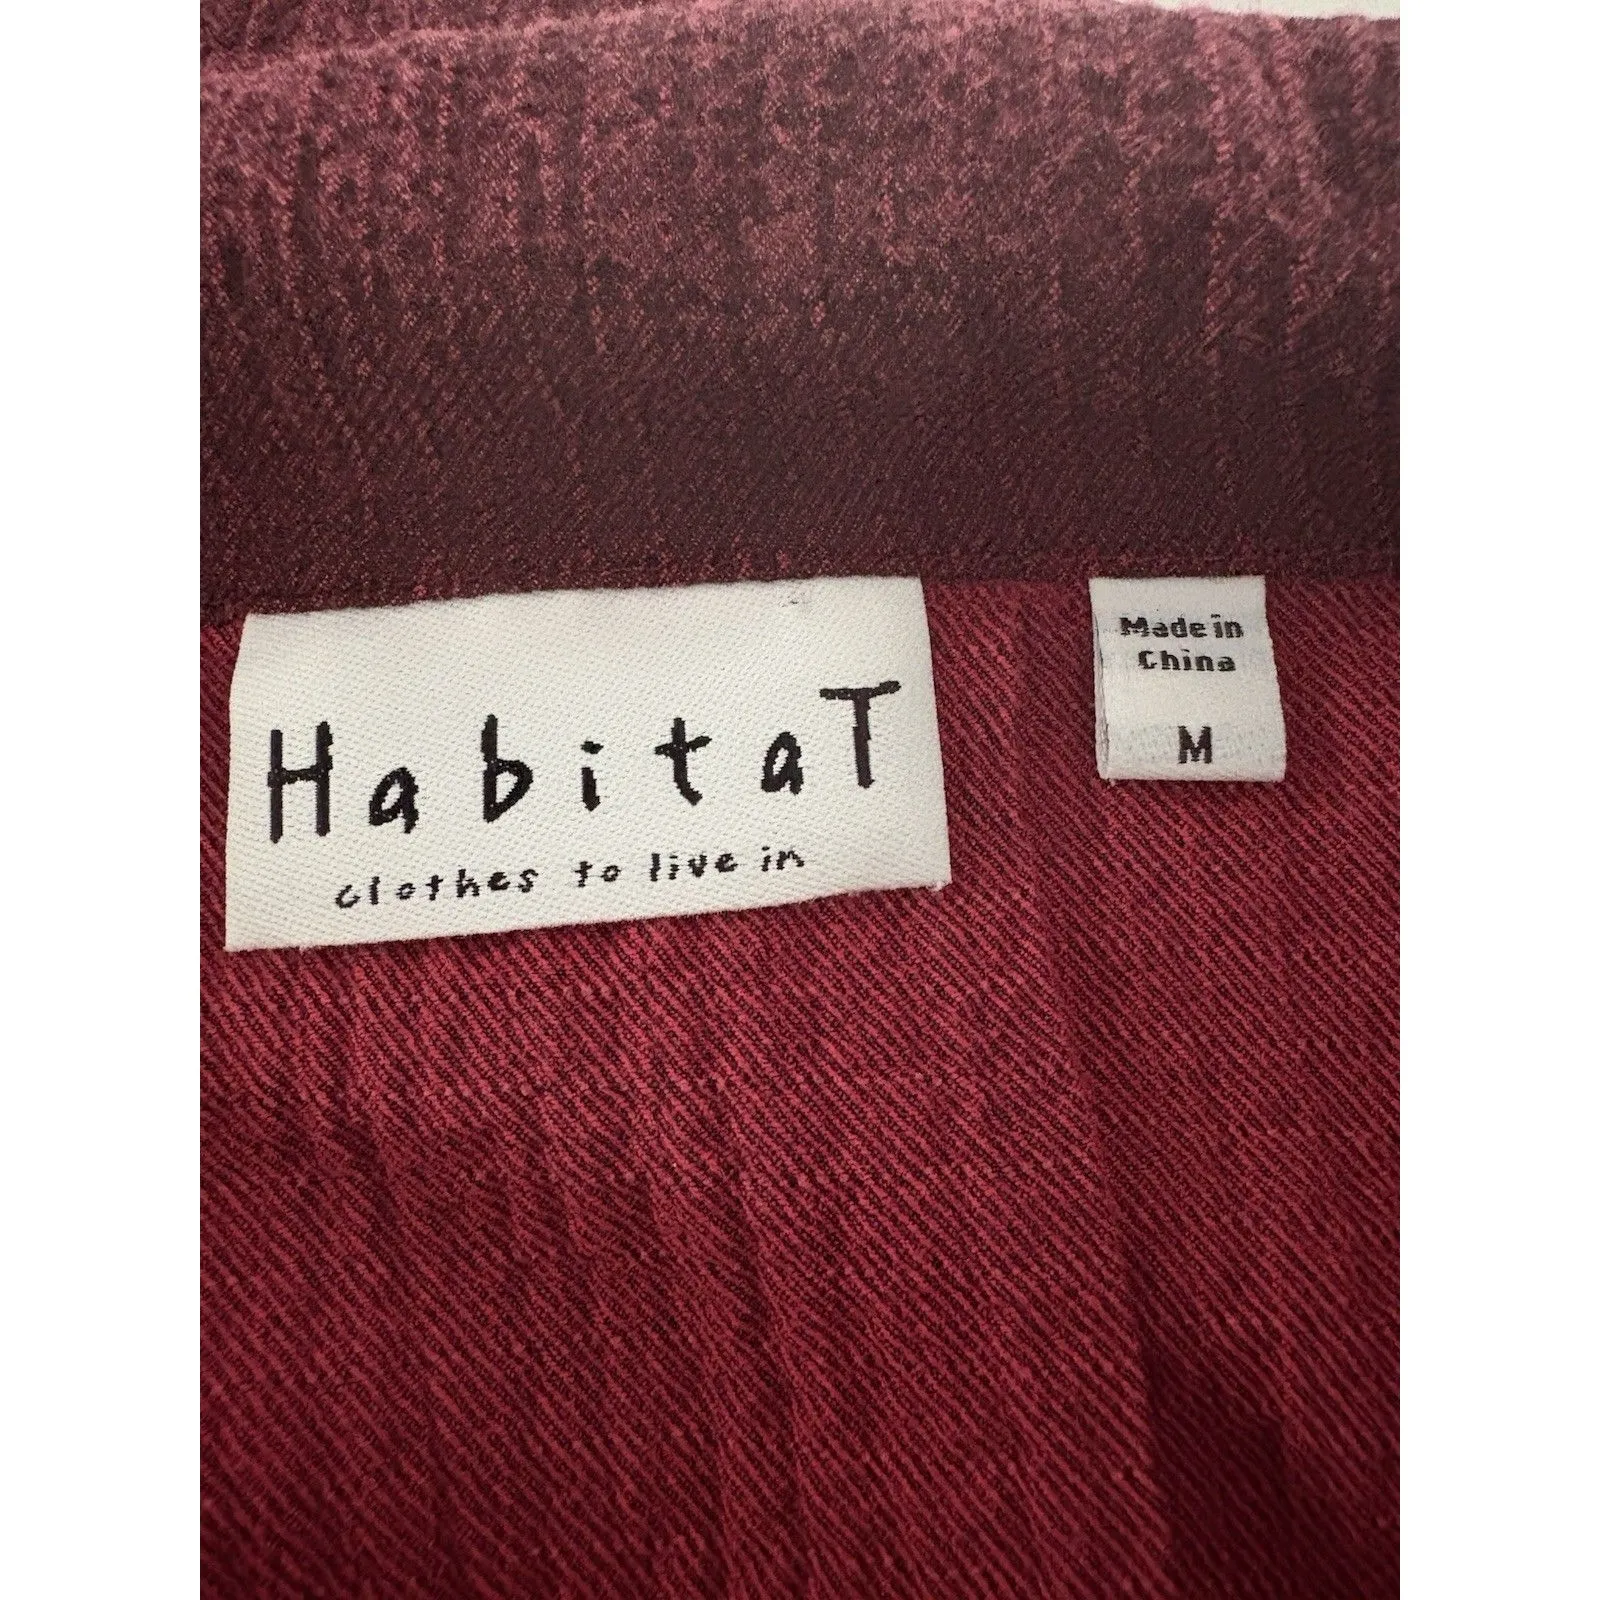 HabitaT
clothes to live in
Made in
China
M